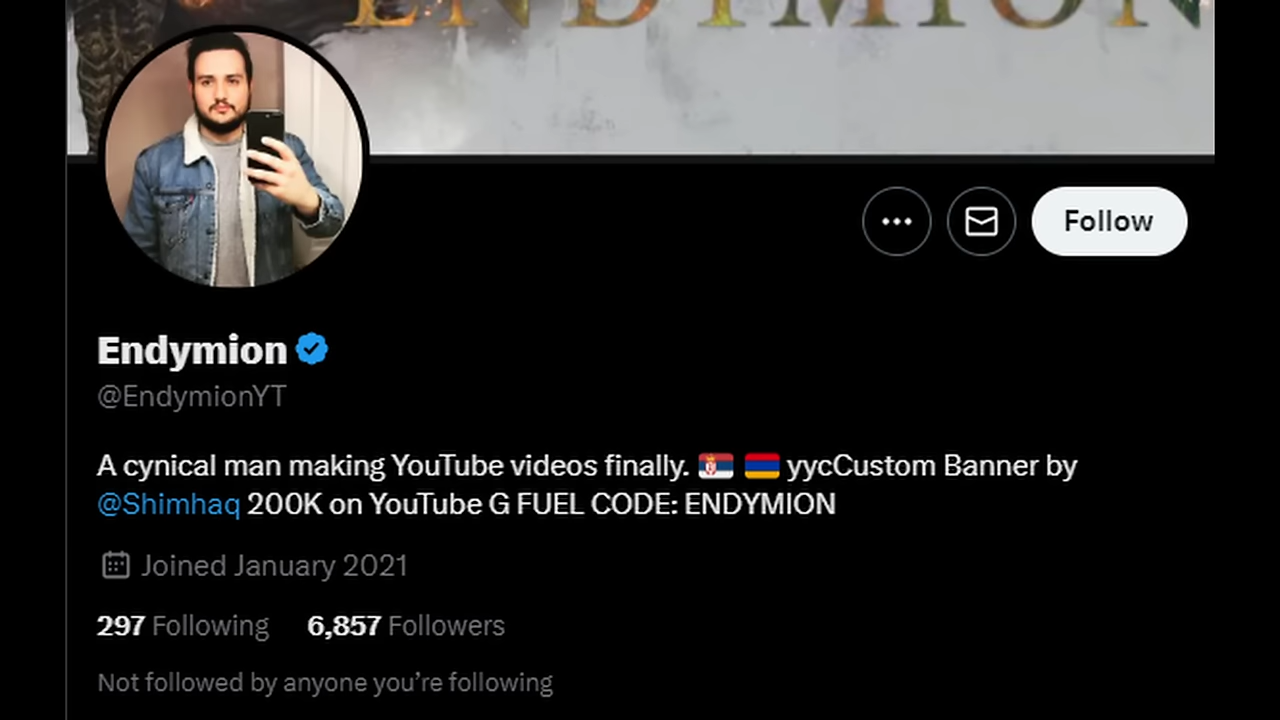 ENDYMION
Follow
Endymion
@EndymionYT
A cynical man making YouTube videos finally. 🇷🇸 🇦🇲 yycCustom Banner by
@Shimhaq 200K on YouTube G FUEL CODE: ENDYMION
Joined January 2021
297 Following 6,857 Followers
Not followed by anyone you’re following